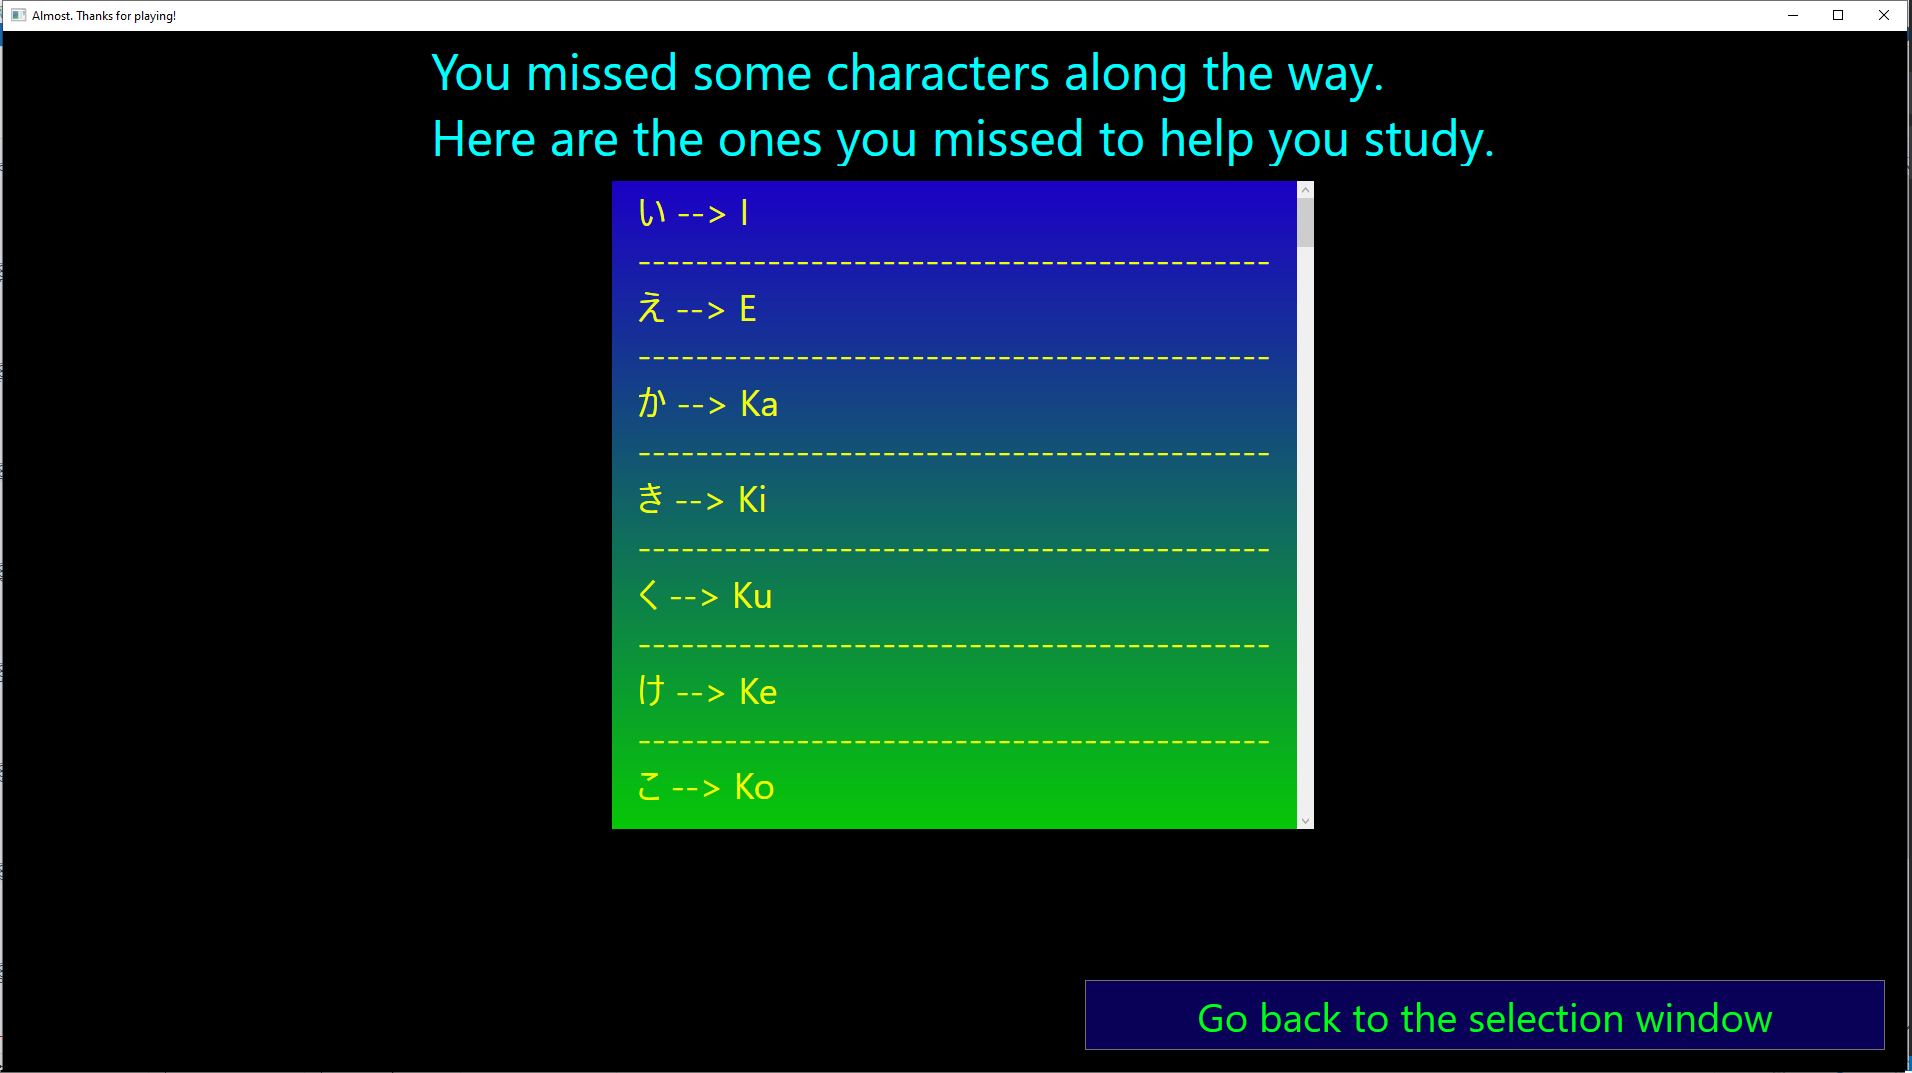 Almost. Thanks for playing!
You missed some characters along the way.
Here are the ones you missed to help you study.
い --> I
--------------------------------------------
え --> E
--------------------------------------------
か --> Ka
--------------------------------------------
き --> Ki
--------------------------------------------
く --> Ku
--------------------------------------------
け --> Ke
--------------------------------------------
こ --> Ko
Go back to the selection window